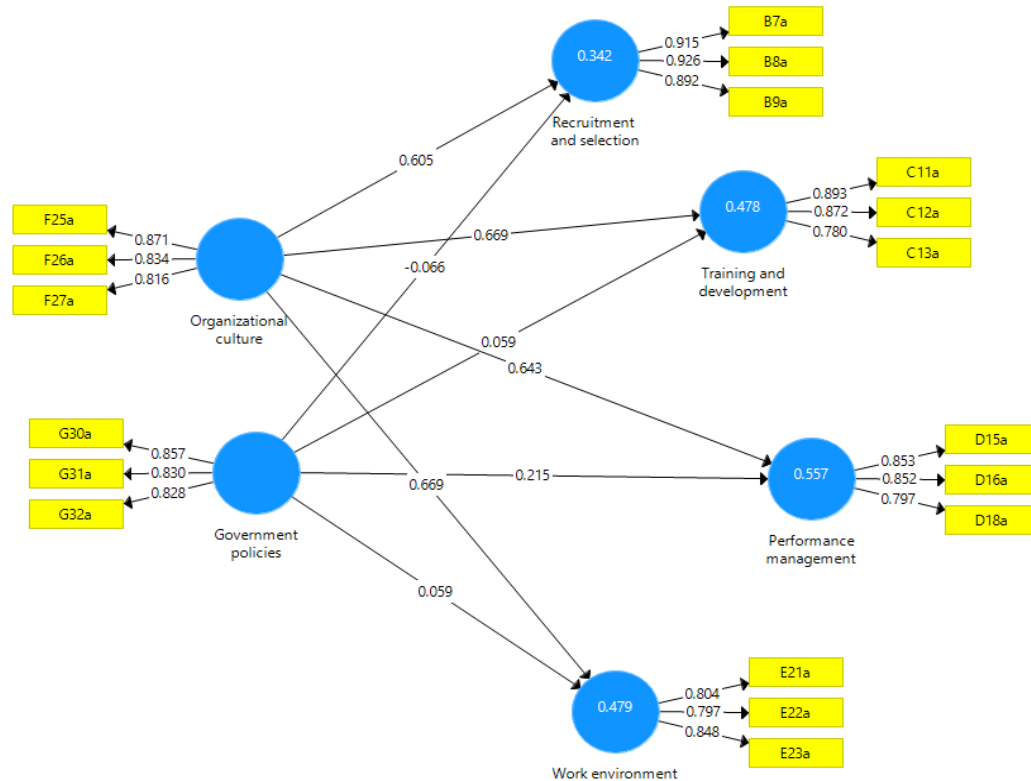 B7a
0.915
0.342
0.926
B8a
0.892
B9a
Recruitment
and selection
0.605
C11a
0.893
0.478
0.872
C12a
0.780
C13a
F25a
0.871
F26a
0.834
0.816
F27a
0.669
-0.066
Training and
development
Organizational
culture
0.059
0.643
G30a
0.857
G31a
0.830
0.828
G32a
0.669
0.215
D15a
0.853
0.557
0.852
D16a
0.797
D18a
Government
policies
Performance
management
0.059
E21a
0.804
0.479
0.797
E22a
0.848
E23a
Work environment